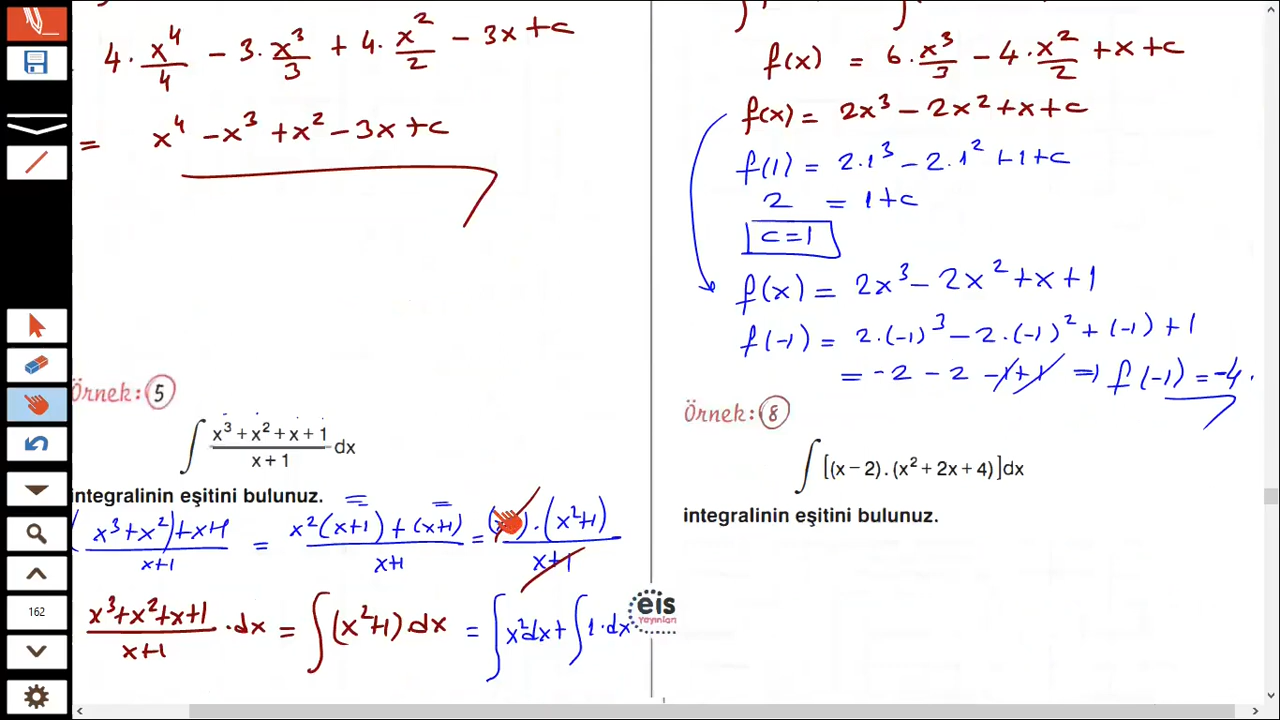 4. x⁴/4 - 3. x³/3 + 4. x²/2 - 3x + c
= x⁴ - x³ + x² - 3x + c
Örnek: 5
∫ (x³ + x² + x + 1)/(x + 1) dx
integralinin eşitini bulunuz.
(x³+x²)+x+1/(x+1) = x²(x+1)+(x+1)/(x+1) = . (x²+1)/(x+1)
x³+x²+x+1/(x+1) . dx = ∫(x²+1)dx = ∫x²dx + ∫1.dx
eis
yayınları
f(x) = 6. x³/3 - 4. x²/2 + x + c
f(x) = 2x³ - 2x² + x + c
f(1) = 2.1³ - 2.1² + 1 + c
2 = 1 + c
c = 1
f(x) = 2x³ - 2x² + x + 1
f(-1) = 2.(-1)³ - 2.(-1)² + (-1) + 1
= -2 - 2 - 1 + 1 ⇒ f(-1) = -4.
Örnek: 8
∫ [(x - 2). (x² + 2x + 4)]dx
integralinin eşitini bulunuz.
162